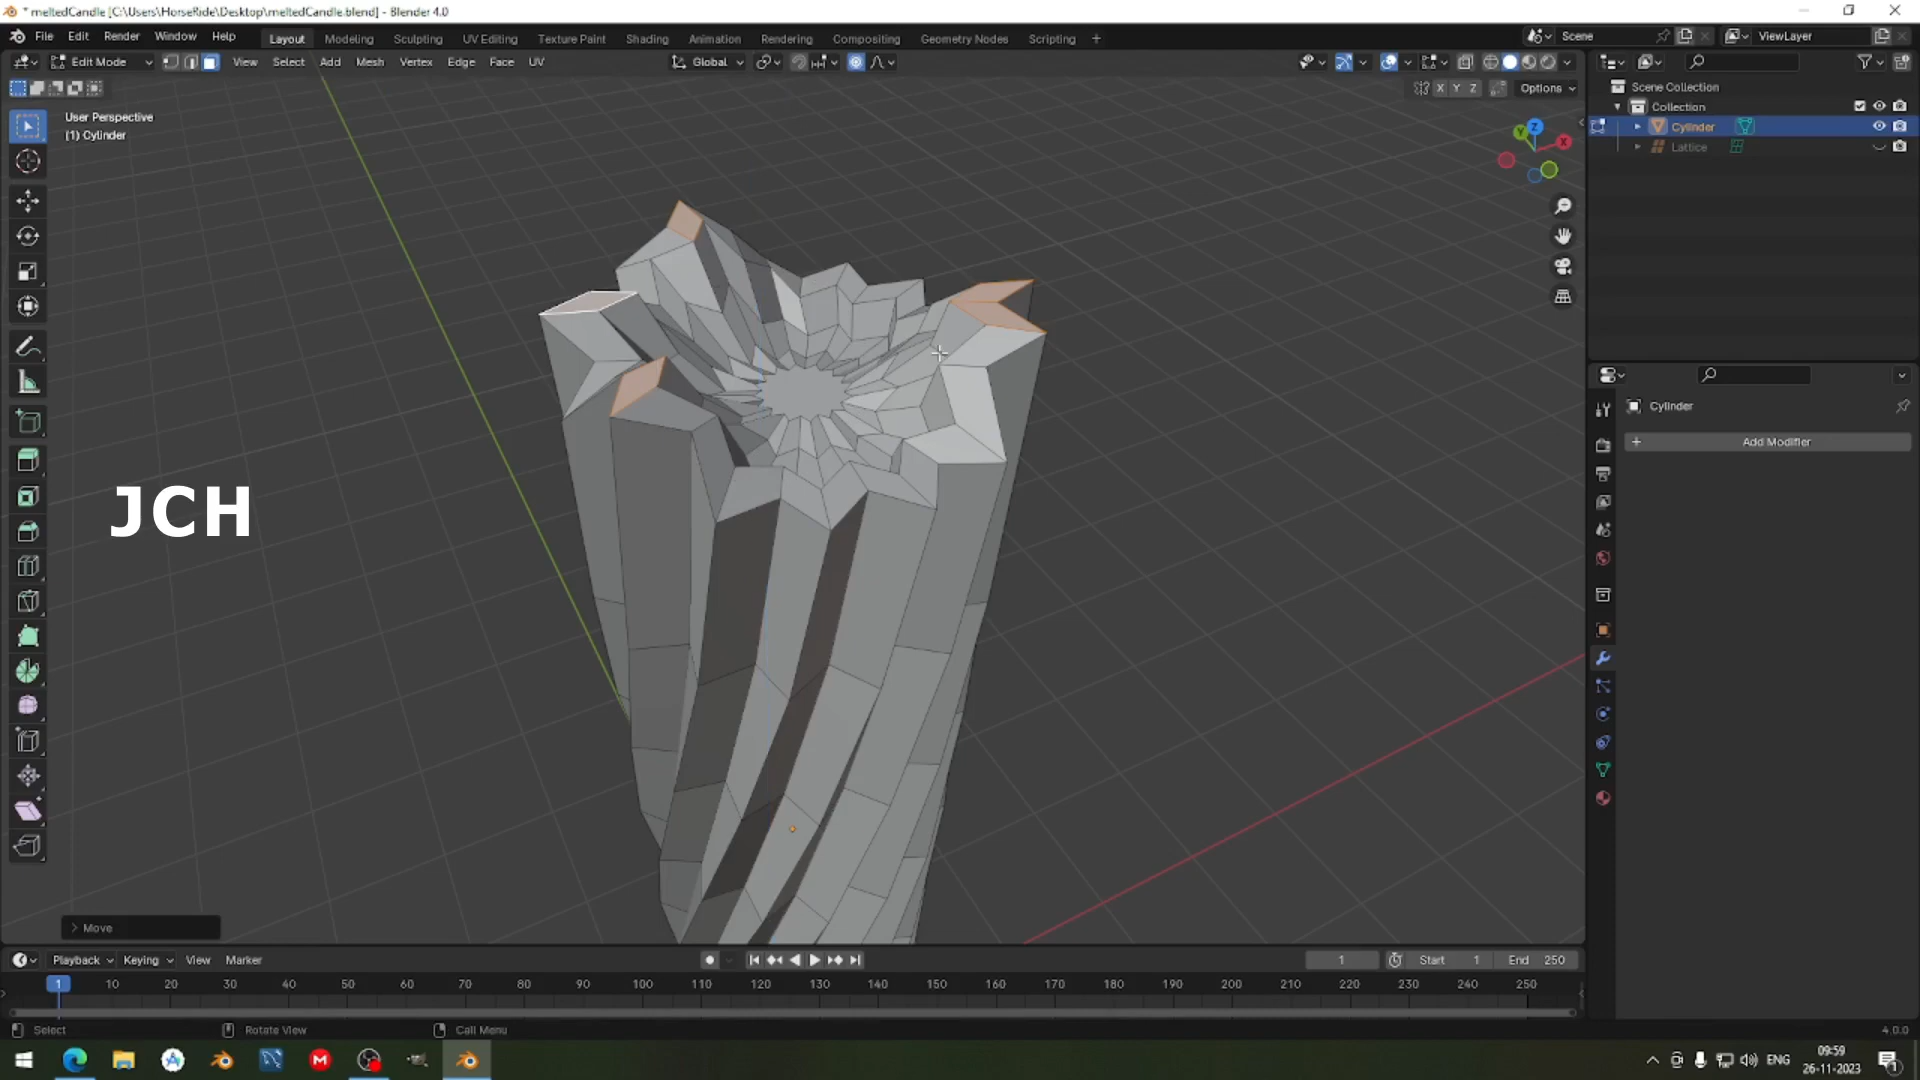 * meltedCandle [C:\Users\HorseRide\Desktop\meltedCandle.blend] - Blender 4.0
File Edit Render Window Help Layout Modeling Sculpting UV Editing Texture Paint Shading Animation Rendering Compositing Geometry Nodes Scripting + Scene ViewLayer
Edit Mode View Select Add Mesh Vertex Edge Face UV Global
X Y Z Options
Scene Collection
Collection
Cylinder
Lattice
User Perspective
(1) Cylinder
Z
Y
X
Cylinder
+ Add Modifier
JCH
> Move
Playback Keying View Marker 1 Start 1 End 250
1 10 20 30 40 50 60 70 80 90 100 110 120 130 140 150 160 170 180 190 200 210 220 230 240 250
Select Rotate View Call Menu 4.0.0
ENG
09:59
26-11-2023
1